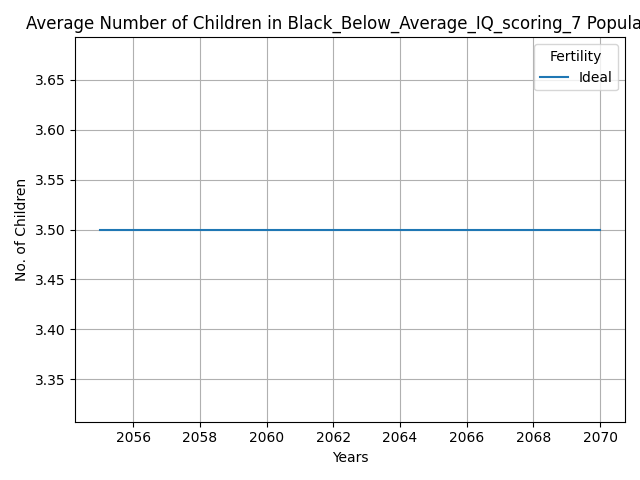 Average Number of Children in Black_Below_Average_IQ_scoring_7 Popula
Fertility
Ideal
3.65
3.60
3.55
3.50
3.45
3.40
3.35
No. of Children
2056 2058 2060 2062 2064 2066 2068 2070
Years